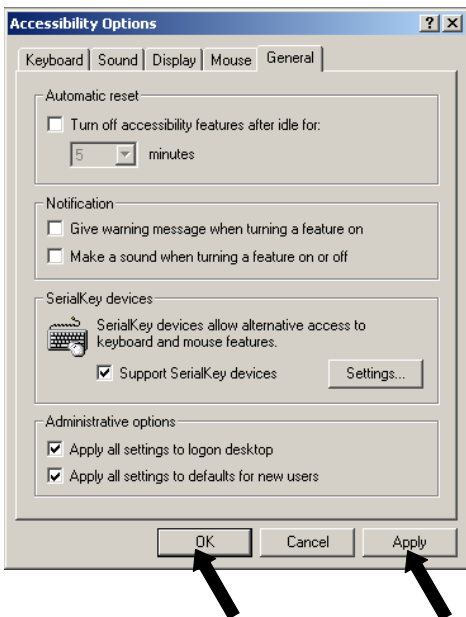 Accessibility Options
Keyboard Sound Display Mouse General
Automatic reset
Turn off accessibility features after idle for:
5 minutes
Notification
Give warning message when turning a feature on
Make a sound when turning a feature on or off
SerialKey devices
SerialKey devices allow alternative access to
keyboard and mouse features.
Support SerialKey devices Settings...
Administrative options
Apply all settings to logon desktop
Apply all settings to defaults for new users
OK Cancel Apply